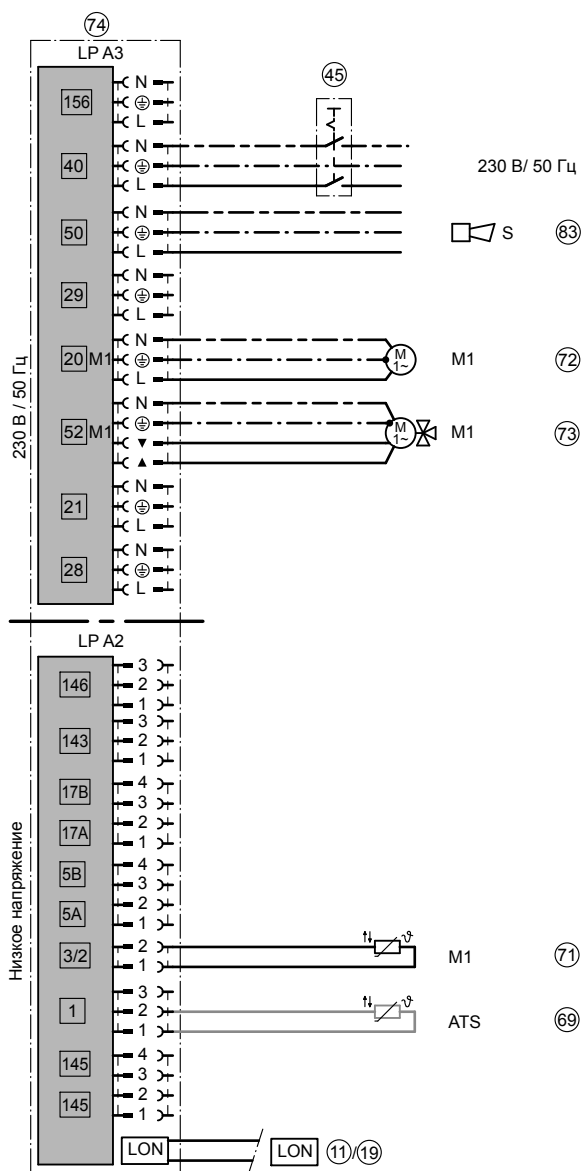 74
LP A3
45
156
N
L
40
N
L
230 В/ 50 Гц
50
N
L
S
83
29
N
L
230 В / 50 Гц
20 M1
N
L
M
1~
M1
72
52 M1
N
▼
▲
M
1~
M1
73
21
N
L
28
N
L
LP A2
Низкое напряжение
146
3
2
1
143
3
2
1
17B
4
3
17A
2
1
5B
4
3
5A
2
1
3/2
2
1
ϑ
M1
71
1
3
2
1
ϑ
ATS
69
145
4
3
145
2
1
LON
LON
11/19